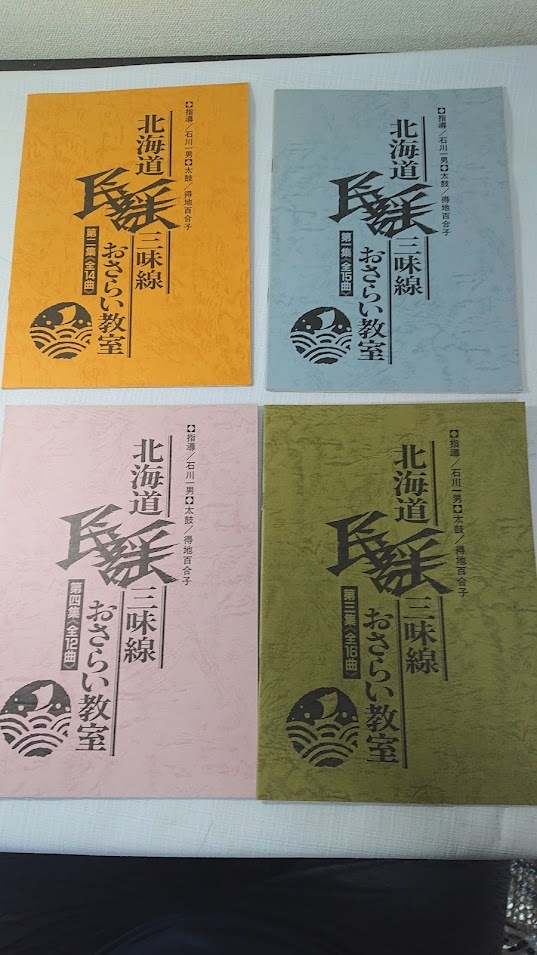 ✤指導／石川一男✤太鼓／得地百合子
北海道
民謡
三味線
おさらい教室
第二集〈全14曲〉
✤指導／石川一男✤太鼓／得地百合子
北海道
民謡
三味線
おさらい教室
第一集〈全15曲〉
✤指導／石川一男✤太鼓／得地百合子
北海道
民謡
三味線
おさらい教室
第四集〈全12曲〉
✤指導／石川一男✤太鼓／得地百合子
北海道
民謡
三味線
おさらい教室
第三集〈全16曲〉